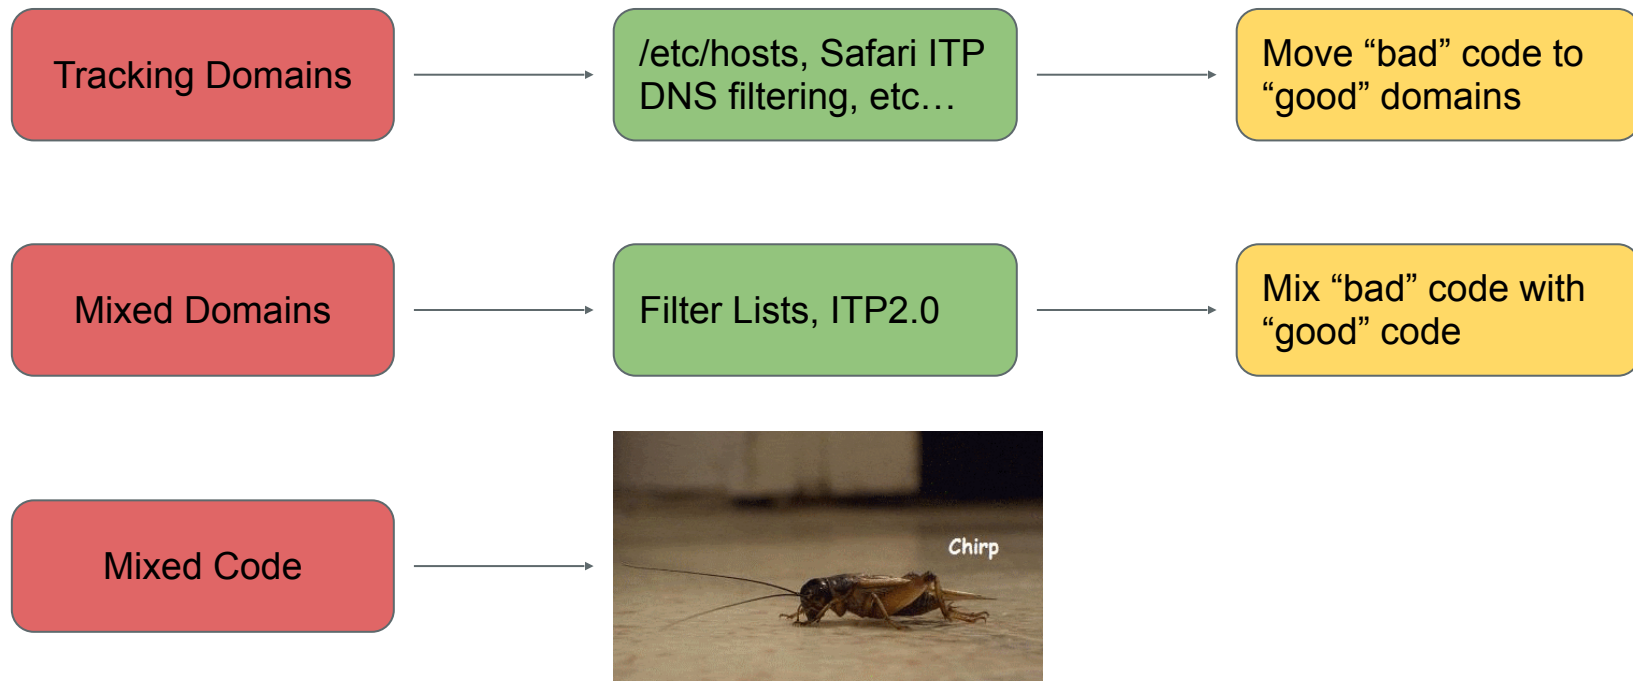 Tracking Domains
/etc/hosts, Safari ITP
DNS filtering, etc…
Move “bad” code to
“good” domains
Mixed Domains
Filter Lists, ITP2.0
Mix “bad” code with
“good” code
Mixed Code
Chirp